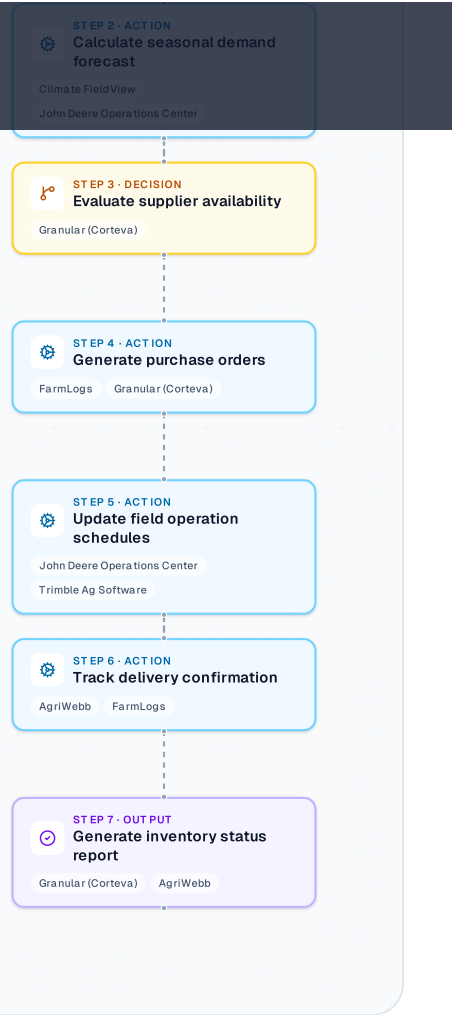 STEP 2 · ACTION
Calculate seasonal demand
forecast
Climate FieldView
John Deere Operations Center
STEP 3 · DECISION
Evaluate supplier availability
Granular (Corteva)
STEP 4 · ACTION
Generate purchase orders
FarmLogs Granular (Corteva)
STEP 5 · ACTION
Update field operation
schedules
John Deere Operations Center
Trimble Ag Software
STEP 6 · ACTION
Track delivery confirmation
AgriWebb FarmLogs
STEP 7 · OUTPUT
Generate inventory status
report
Granular (Corteva) AgriWebb